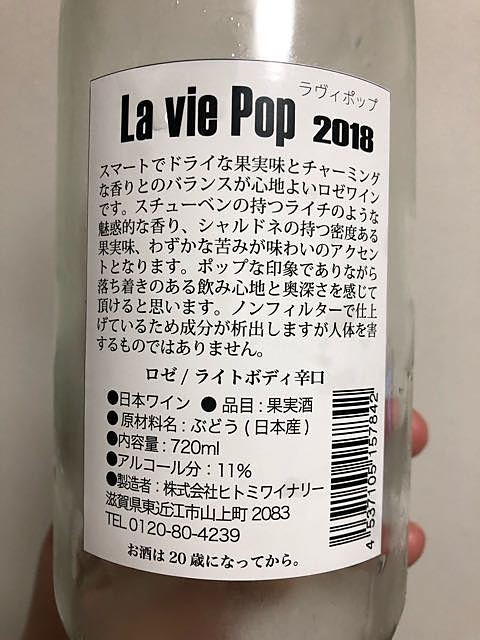 ラヴィポップ
La vie Pop 2018
スマートでドライな果実味とチャーミング
な香りとのバランスが心地よいロゼワイン
です。スチューベンの持つライチのような
魅惑的な香り、シャルドネの持つ密度ある
果実味、わずかな苦みが味わいのアクセン
トとなります。ポップな印象でありながら
落ち着きのある飲み心地と奥深さを感じて
頂けると思います。ノンフィルターで仕上
げているため成分が析出しますが人体を害
するものではありません。
ロゼ / ライトボディ辛口
●日本ワイン ● 品目 : 果実酒
● 原材料名 : ぶどう ( 日本産 )
●内容量 : 720ml
●アルコール分 : 11%
●製造者 : 株式会社ヒトミワイナリー
滋賀県東近江市山上町 2083
TEL 0120-80-4239
お酒は 20 歳になってから。
4 537105 157842